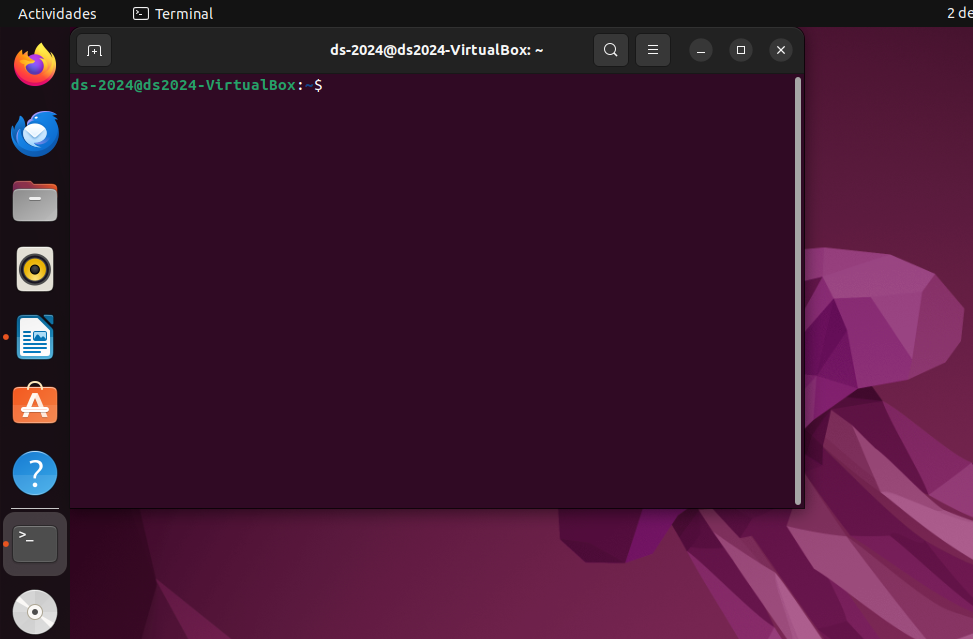 Actividades Terminal 2 de
ds-2024@ds2024-VirtualBox: ~
ds-2024@ds2024-VirtualBox:~$
?
>_